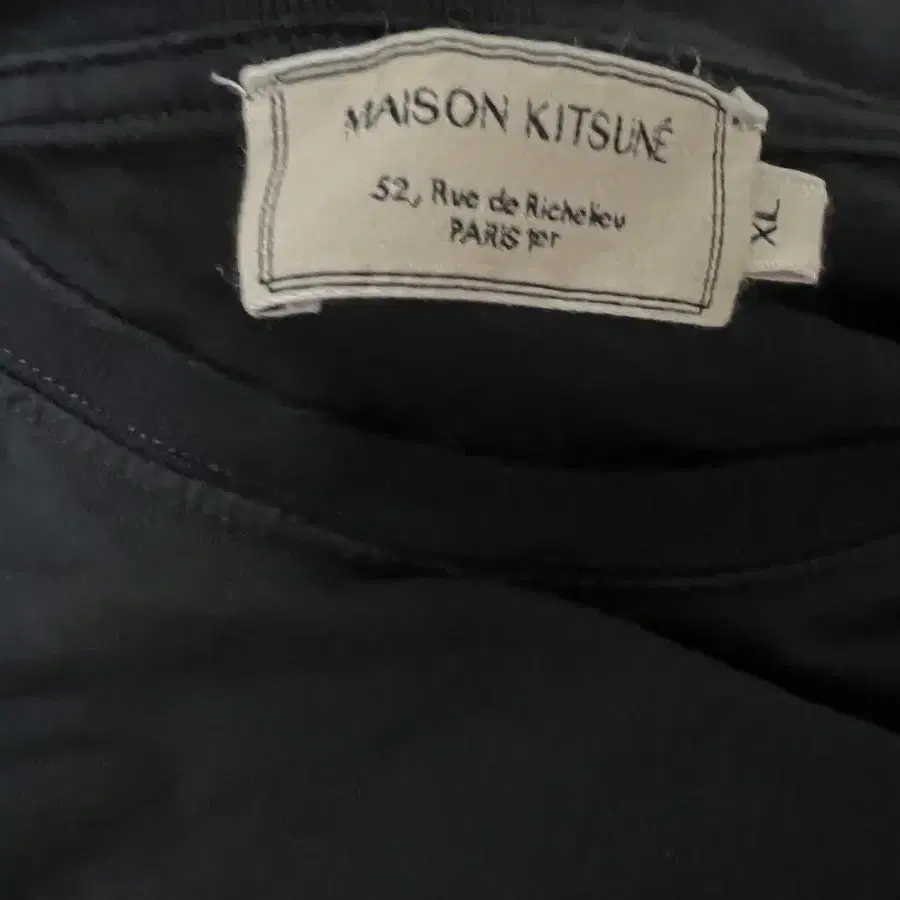 MAISON KITSUNÉ
52, Rue de Richelieu
PARIS 1er
XL